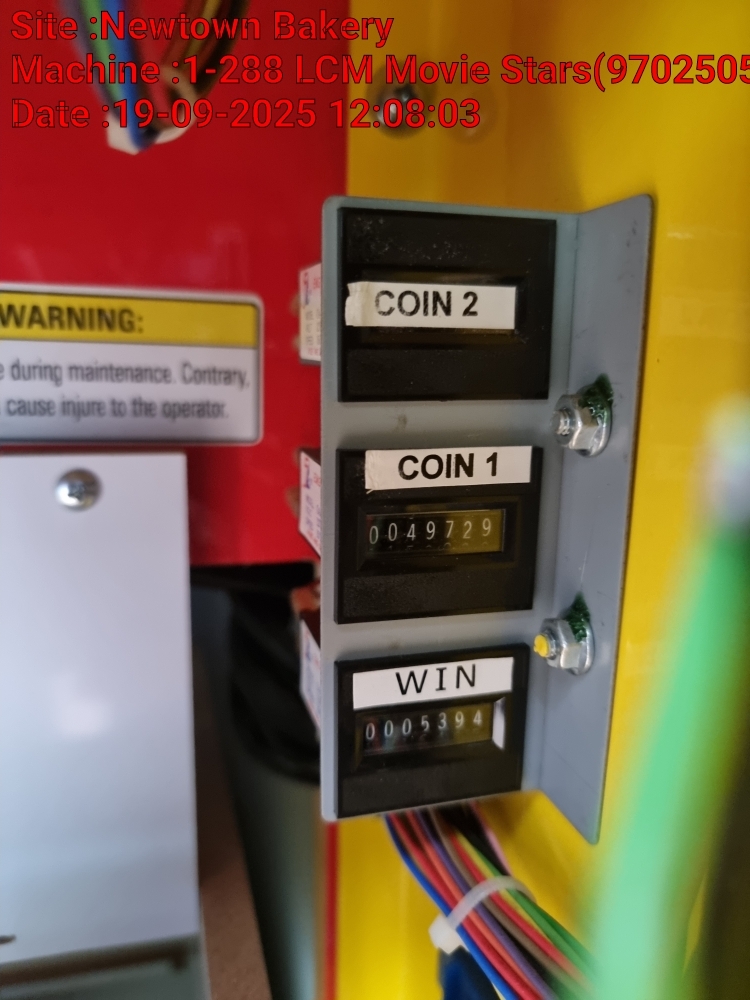 Site :Newtown Bakery
Machine :1-288 LCM Movie Stars(9702505
Date :19-09-2025 12:08:03
COIN 2
WARNING:
e during maintenance. Contrary,
cause injure to the operator.
COIN 1
0049729
WIN
0005394